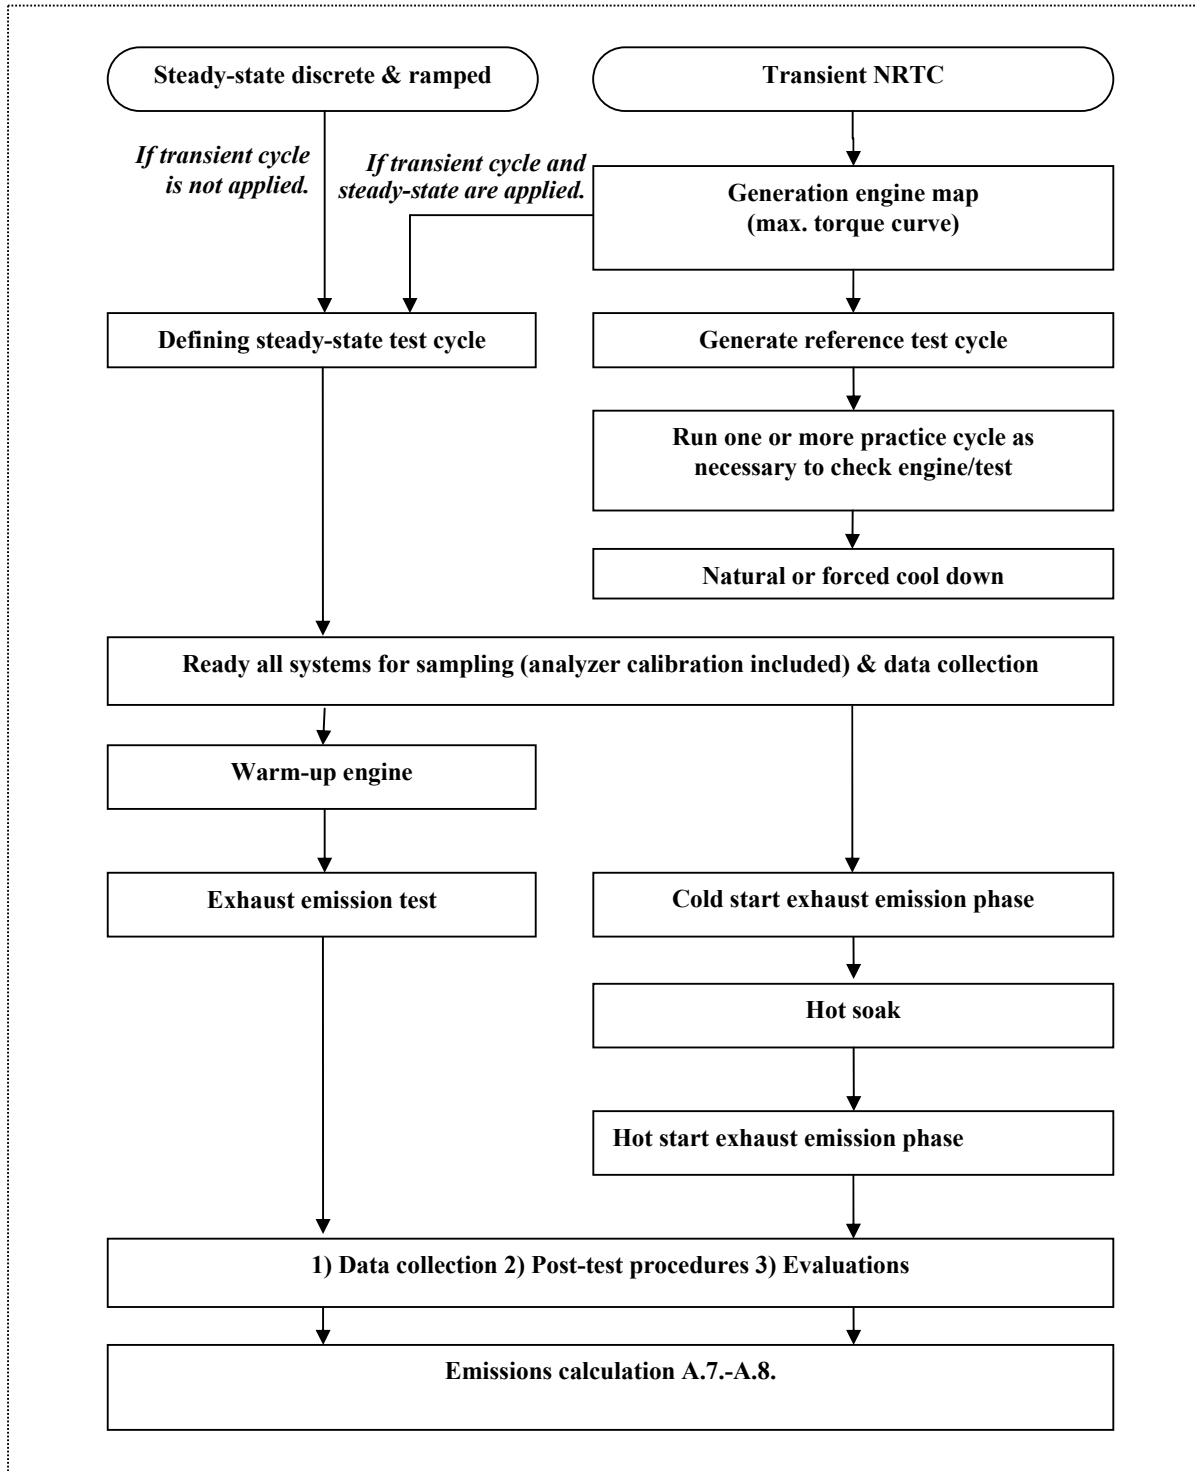 Steady-state discrete & ramped
Transient NRTC
If transient cycle
is not applied.
If transient cycle and
steady-state are applied.
Generation engine map
(max. torque curve)
Defining steady-state test cycle
Generate reference test cycle
Run one or more practice cycle as
necessary to check engine/test
Natural or forced cool down
Ready all systems for sampling (analyzer calibration included) & data collection
Warm-up engine
Exhaust emission test
Cold start exhaust emission phase
Hot soak
Hot start exhaust emission phase
1) Data collection 2) Post-test procedures 3) Evaluations
Emissions calculation A.7.-A.8.